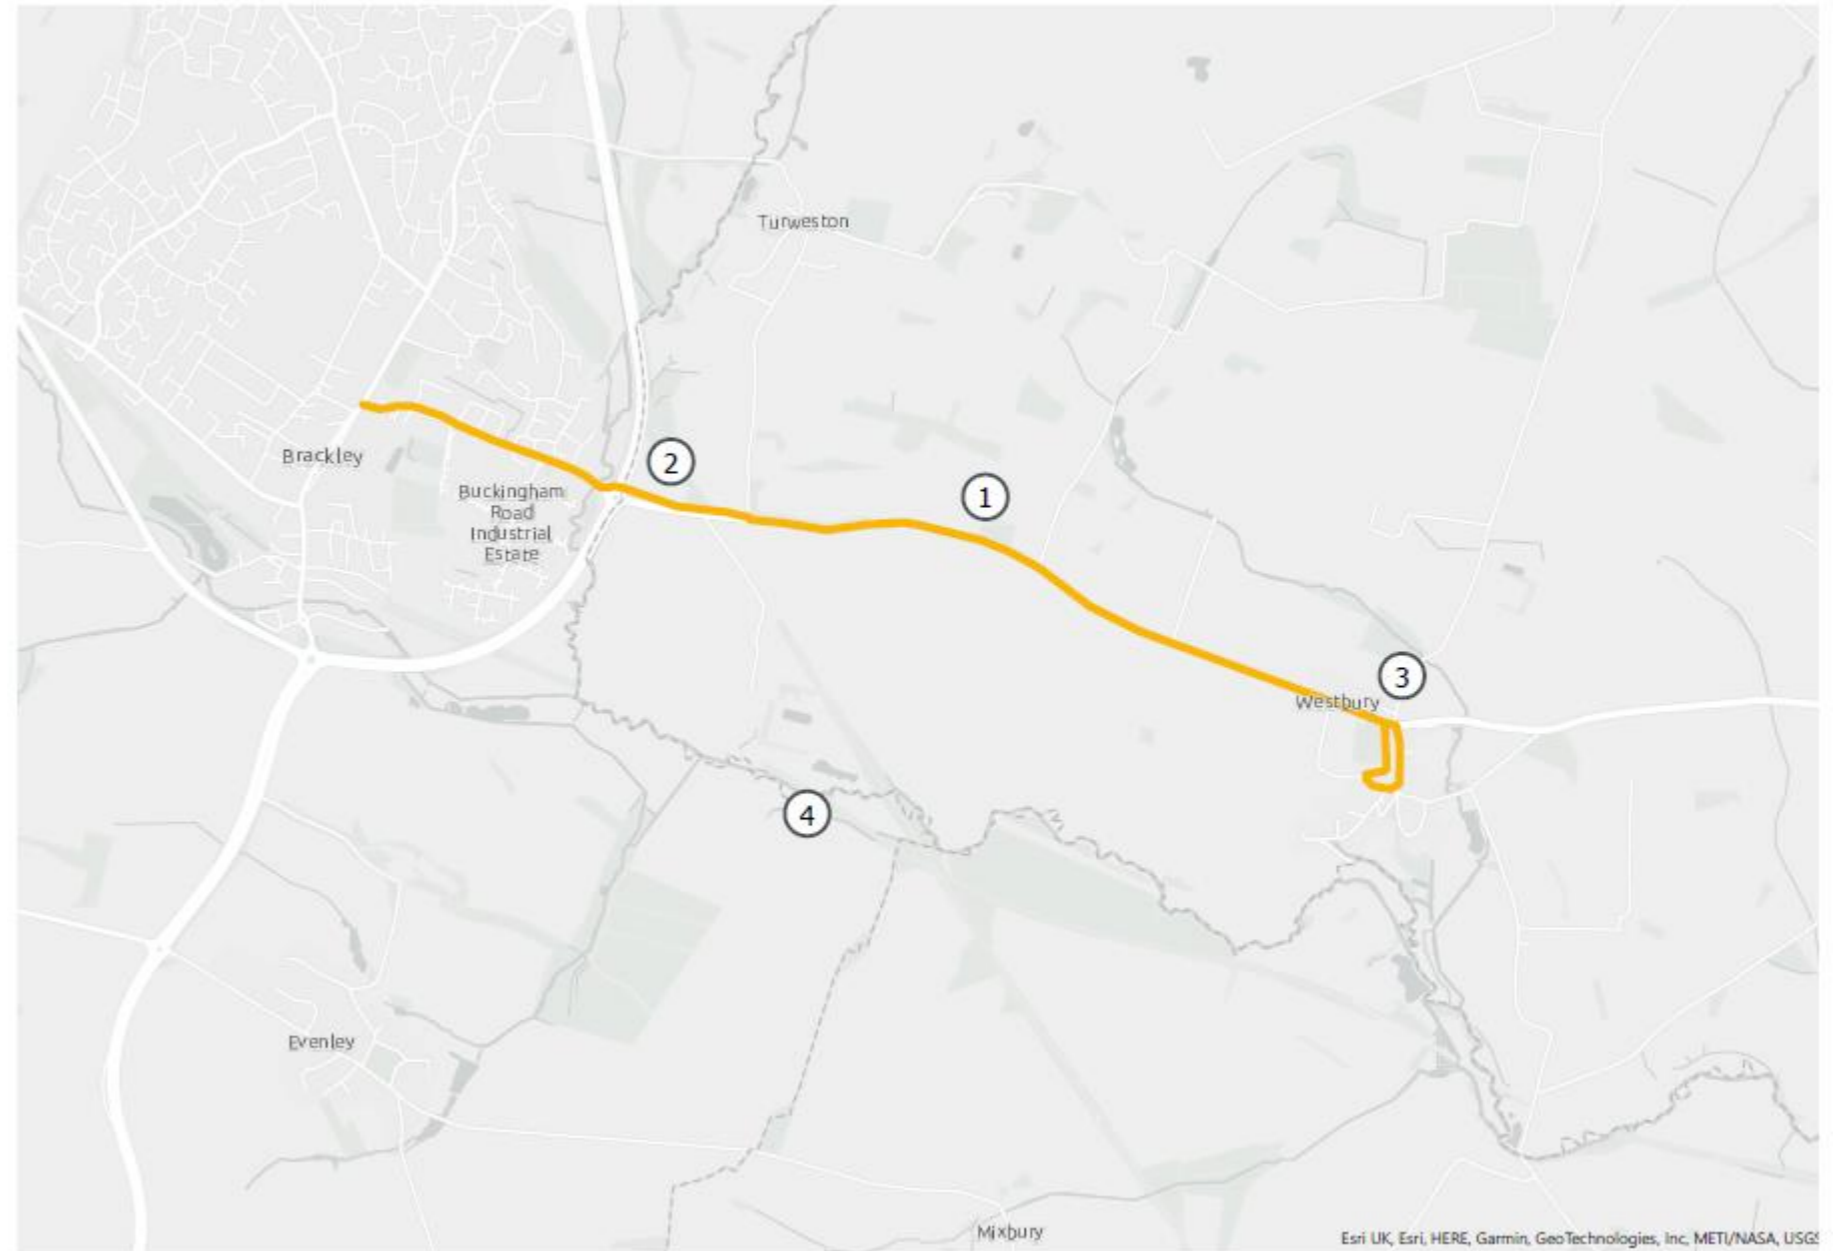 Turweston
Brackley
2
Buckingham
Road
Industrial
Estate
1
3
Westbury
4
Evenley
Mixbury
Esri UK, Esri, HERE, Garmin, GeoTechnologies, Inc, METI/NASA, USGS